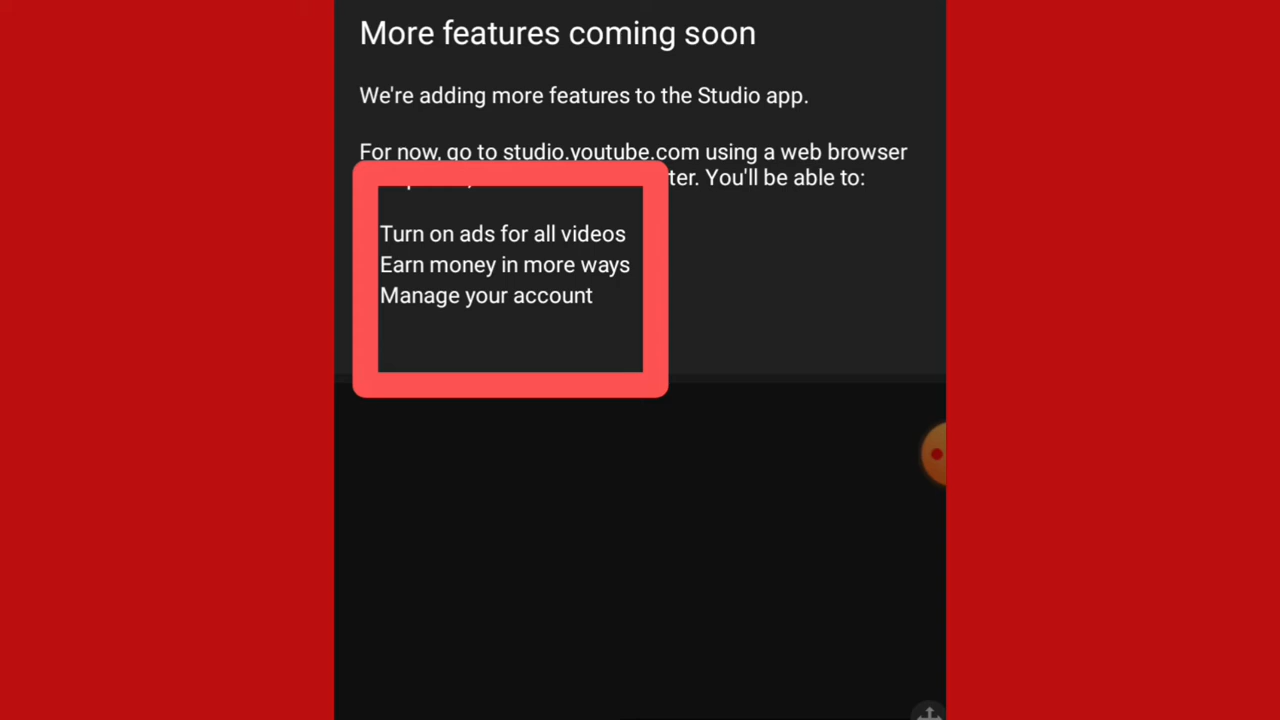 More features coming soon
We're adding more features to the Studio app.
For now, go to studio.youtube.com using a web browser
You'll be able to:
Turn on ads for all videos
Earn money in more ways
Manage your account